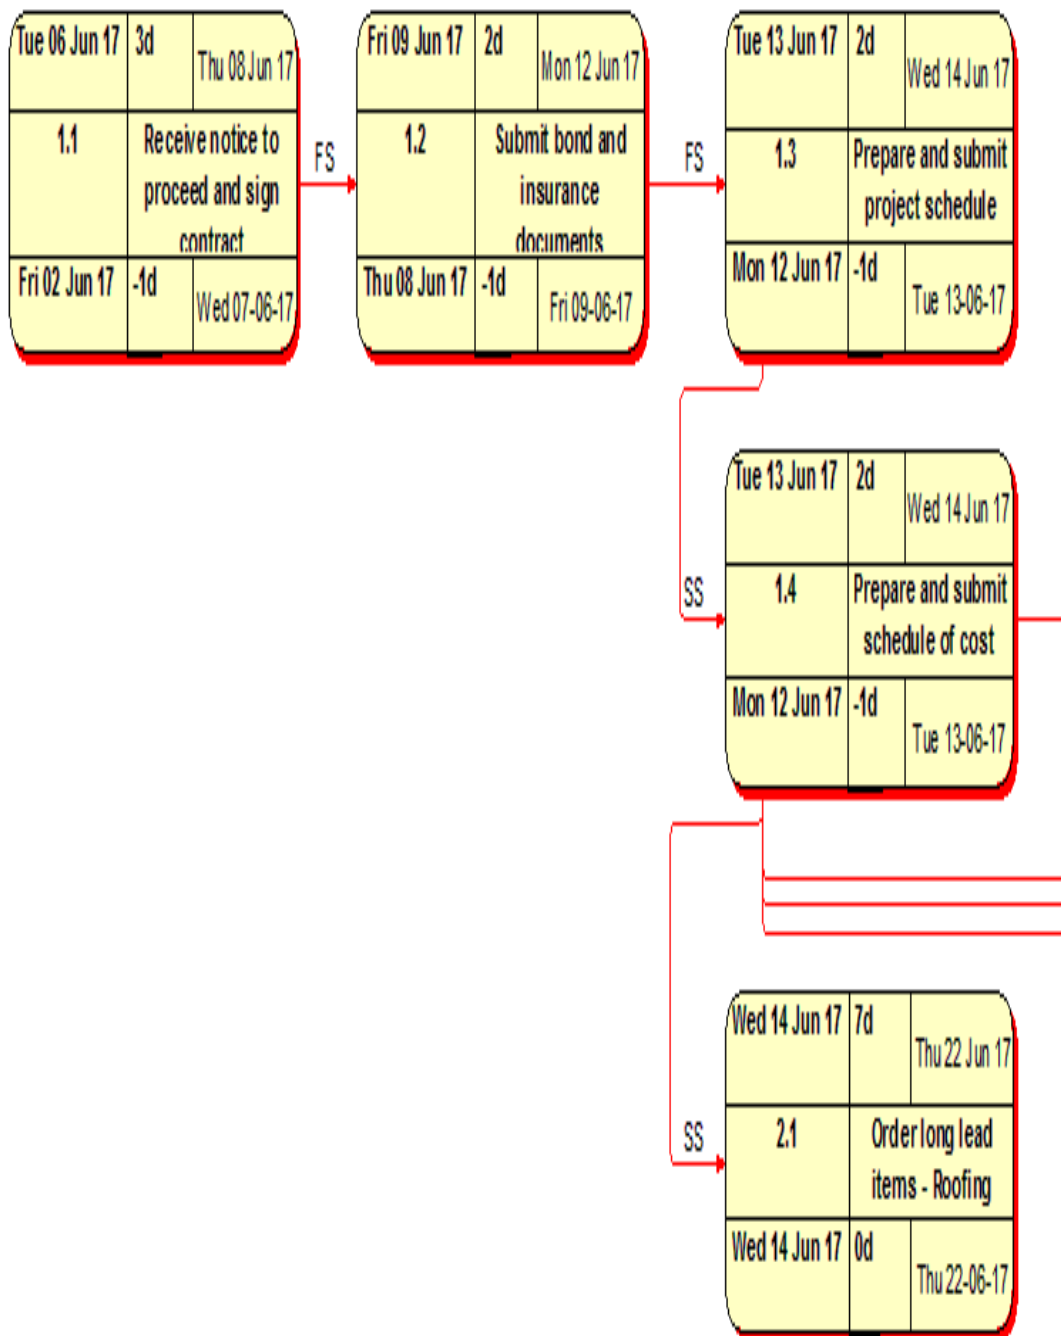 Tue 06 Jun 17 3d Thu 08 Jun 17
1.1 Receive notice to
proceed and sign
contract
Fri 02 Jun 17 -1d Wed 07-06-17
FS
Fri 09 Jun 17 2d Mon 12 Jun 17
1.2 Submit bond and
insurance
documents
Thu 08 Jun 17 -1d Fri 09-06-17
FS
Tue 13 Jun 17 2d Wed 14 Jun 17
1.3 Prepare and submit
project schedule
Mon 12 Jun 17 -1d Tue 13-06-17
SS
Tue 13 Jun 17 2d Wed 14 Jun 17
1.4 Prepare and submit
schedule of cost
Mon 12 Jun 17 -1d Tue 13-06-17
SS
Wed 14 Jun 17 7d Thu 22 Jun 17
2.1 Order long lead
items - Roofing
Wed 14 Jun 17 0d Thu 22-06-17